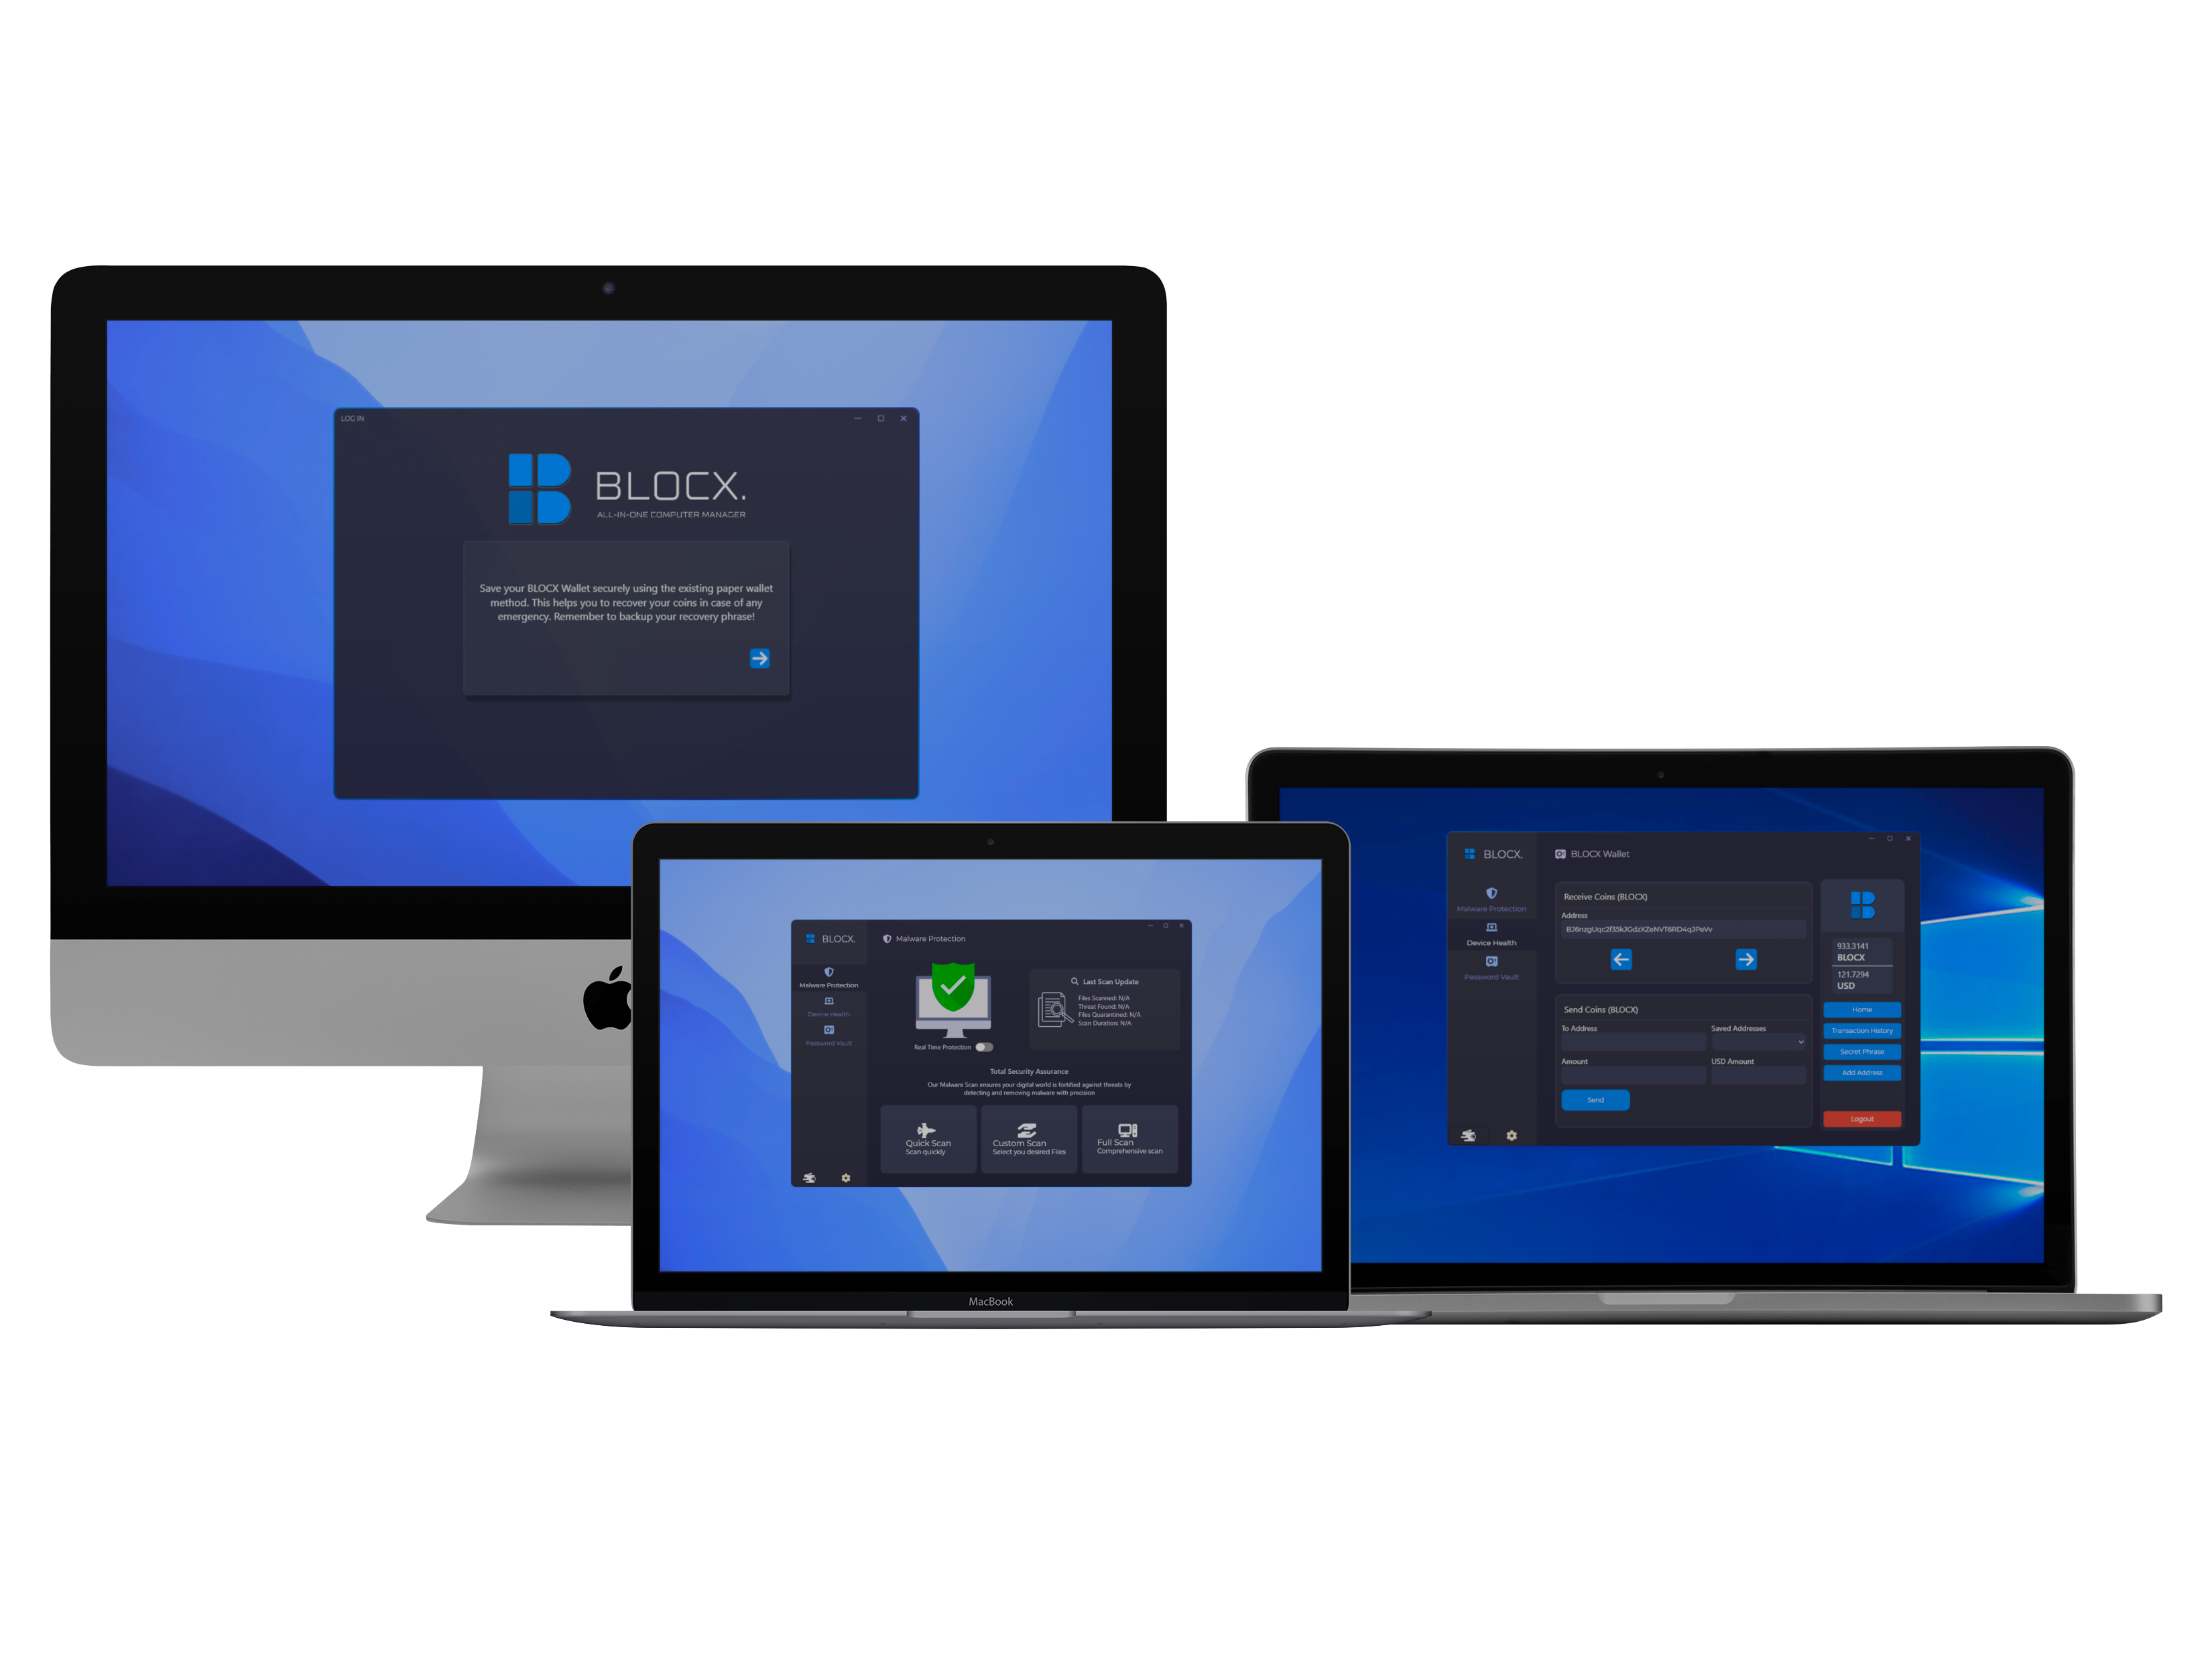 LOG IN
BLOCX.
ALL-IN-ONE COMPUTER MANAGER
Save your BLOCX Wallet securely using the existing paper wallet
method. This helps you to recover your coins in case of any
emergency. Remember to backup your recovery phrase!
BLOCX.
Malware Protection
Malware Protection
Device Health
Password Vault
Real Time Protection
Last Scan Update
Files Scanned: N/A
Threat Found: N/A
Files Quarantined: N/A
Scan Duration: N/A
Total Security Assurance
Our Malware Scan ensures your digital world is fortified against threats by
detecting and removing malware with precision
Quick Scan
Scan quickly
Custom Scan
Select you desired Files
Full Scan
Comprehensive scan
MacBook
BLOCX.
Malware Protection
Device Health
Password Vault
BLOCX Wallet
Receive Coins (BLOCX)
Address
Send Coins (BLOCX)
To Address
Saved Addresses
Amount
USD Amount
Send
933.3141
BLOCX
121.7294
USD
Home
Transaction History
Secret Phrase
Add Address
Logout